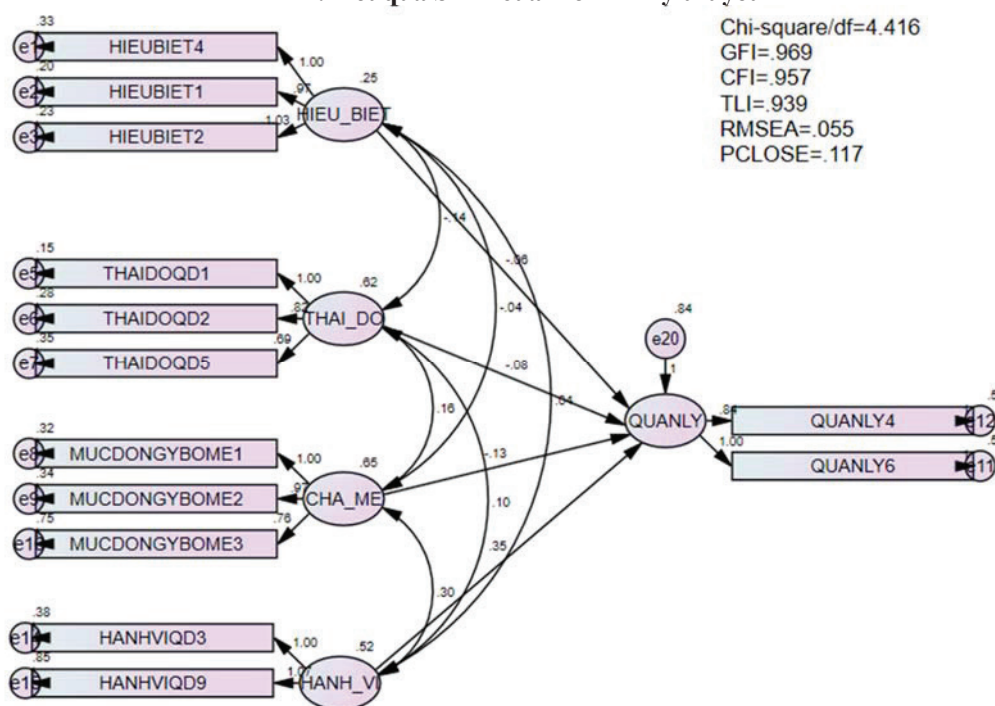 Chi-square/df=4.416
GFI=.969
CFI=.957
TLI=.939
RMSEA=.055
PCLOSE=.117
.33
HIEUBIET4
1.00
.25
.20
HIEUBIET1
.97
HIEU_BIET
.23
HIEUBIET2
1.03
-.14
-.06
-.04
.15
e5
THAIDOQD1
1.00
.62
.28
e6
THAIDOQD2
.82
THAI_DO
.35
e7
THAIDOQD5
.69
.84
e20
1
-.08
.01
.16
QUANLY
.84
QUANLY4
1.00
QUANLY6
.32
e8
MUCDONGYBOME1
1.00
.65
-.13
.34
e9
MUCDONGYBOME2
.97
CHA_ME
.10
.75
MUCDONGYBOME3
.76
.35
.30
.38
HANHVIQD3
1.00
.52
.85
HANHVIQD9
1.07
HANH_VI